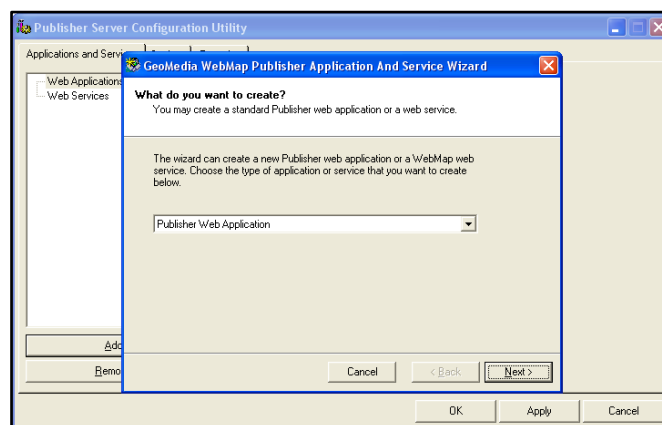 Publisher Server Configuration Utility
Applications and
GeoMedia WebMap Publisher Application And Service Wizard
Web Applications
Web Services
What do you want to create?
You may create a standard Publisher web application or a web service.
The wizard can create a new Publisher web application or a WebMap web
service. Choose the type of application or service that you want to create
below.
Publisher Web Application
Add
Remo
Cancel
< Back
Next >
OK
Apply
Cancel